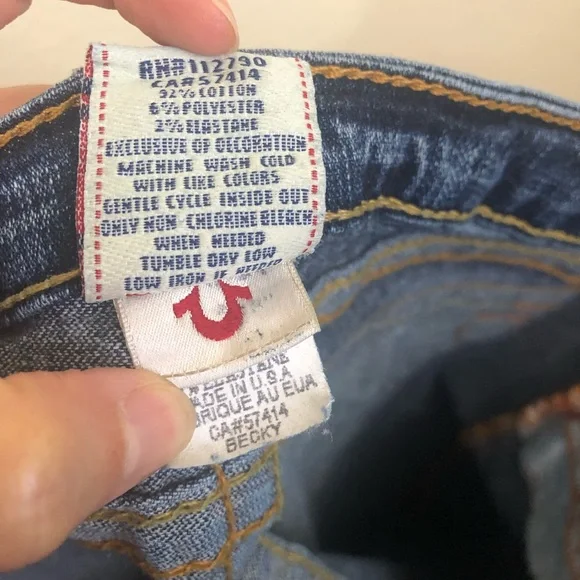 RN#112790
CA#57414
92% COTTON
6% POLYESTER
2% ELASTANE
EXCLUSIVE OF DECORATION
MACHINE WASH COLD
WITH LIKE COLORS
GENTLE CYCLE INSIDE OUT
ONLY NON-CHLORINE BLEACH
WHEN NEEDED
TUMBLE DRY LOW
LOW IRON IF NEEDED
MADE IN U.S.A
FABRIQUE AU EUA
CA#57414
BECKY